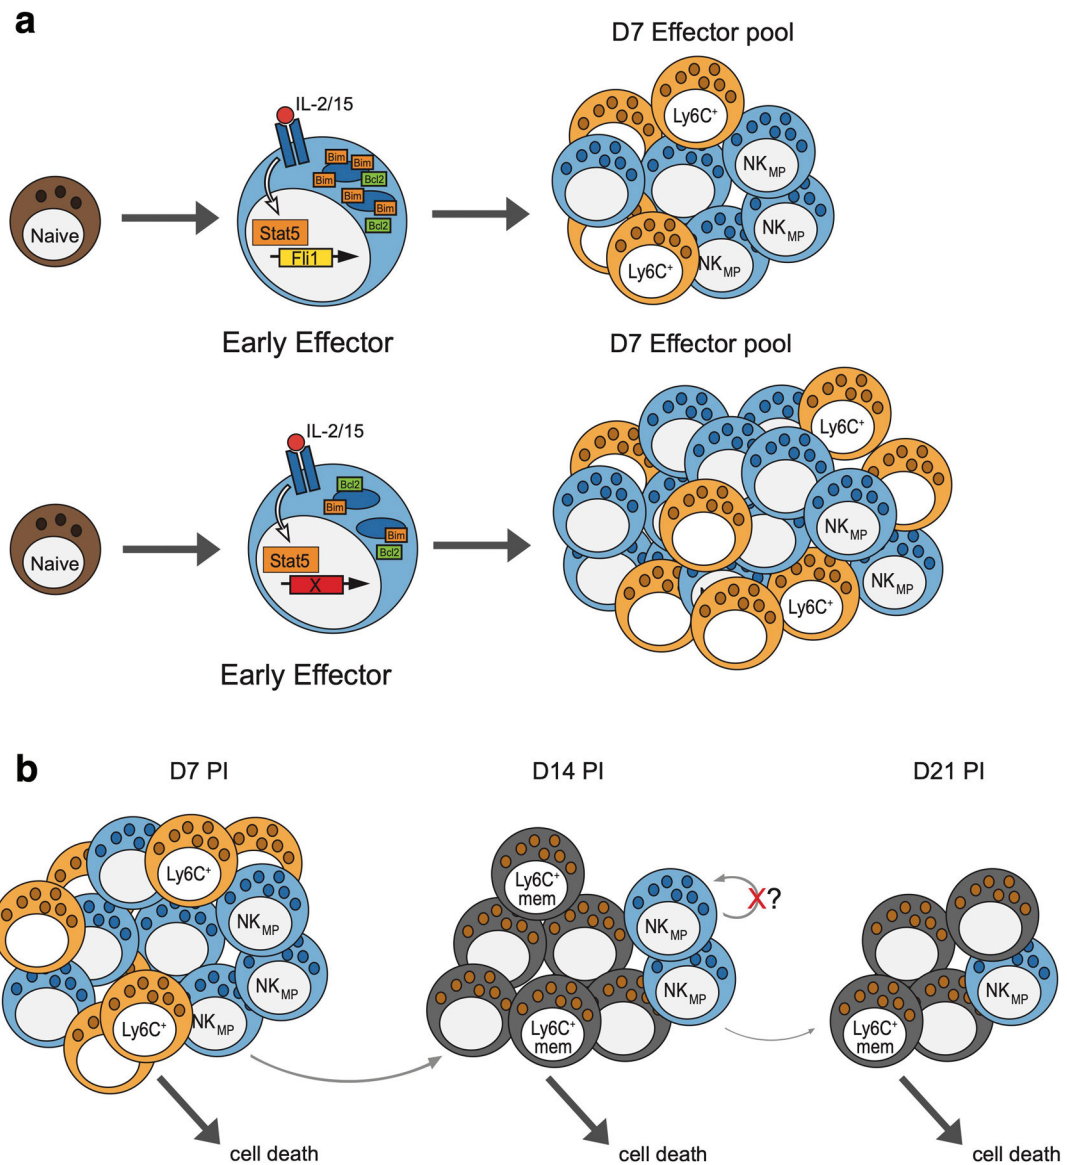 a
D7 Effector pool
IL-2/15
Ly6C+
Bim
Bim
Bim
Bcl2
NKMP
Bim
Bim
Bcl2
Naive
Stat5
NKMP
Fli1
Ly6C+
NKMP
Early Effector
D7 Effector pool
IL-2/15
Ly6C+
Bcl2
Bim
NKMP
Bim
Bcl2
Naive
Stat5
X
NKMP
Ly6C+
Early Effector
b
D7 PI
D14 PI
D21 PI
Ly6C+
Ly6C+
mem
X?
NKMP
NKMP
NKMP
NKMP
NKMP
Ly6C+
NKMP
Ly6C+
mem
Ly6C+
mem
cell death
cell death
cell death